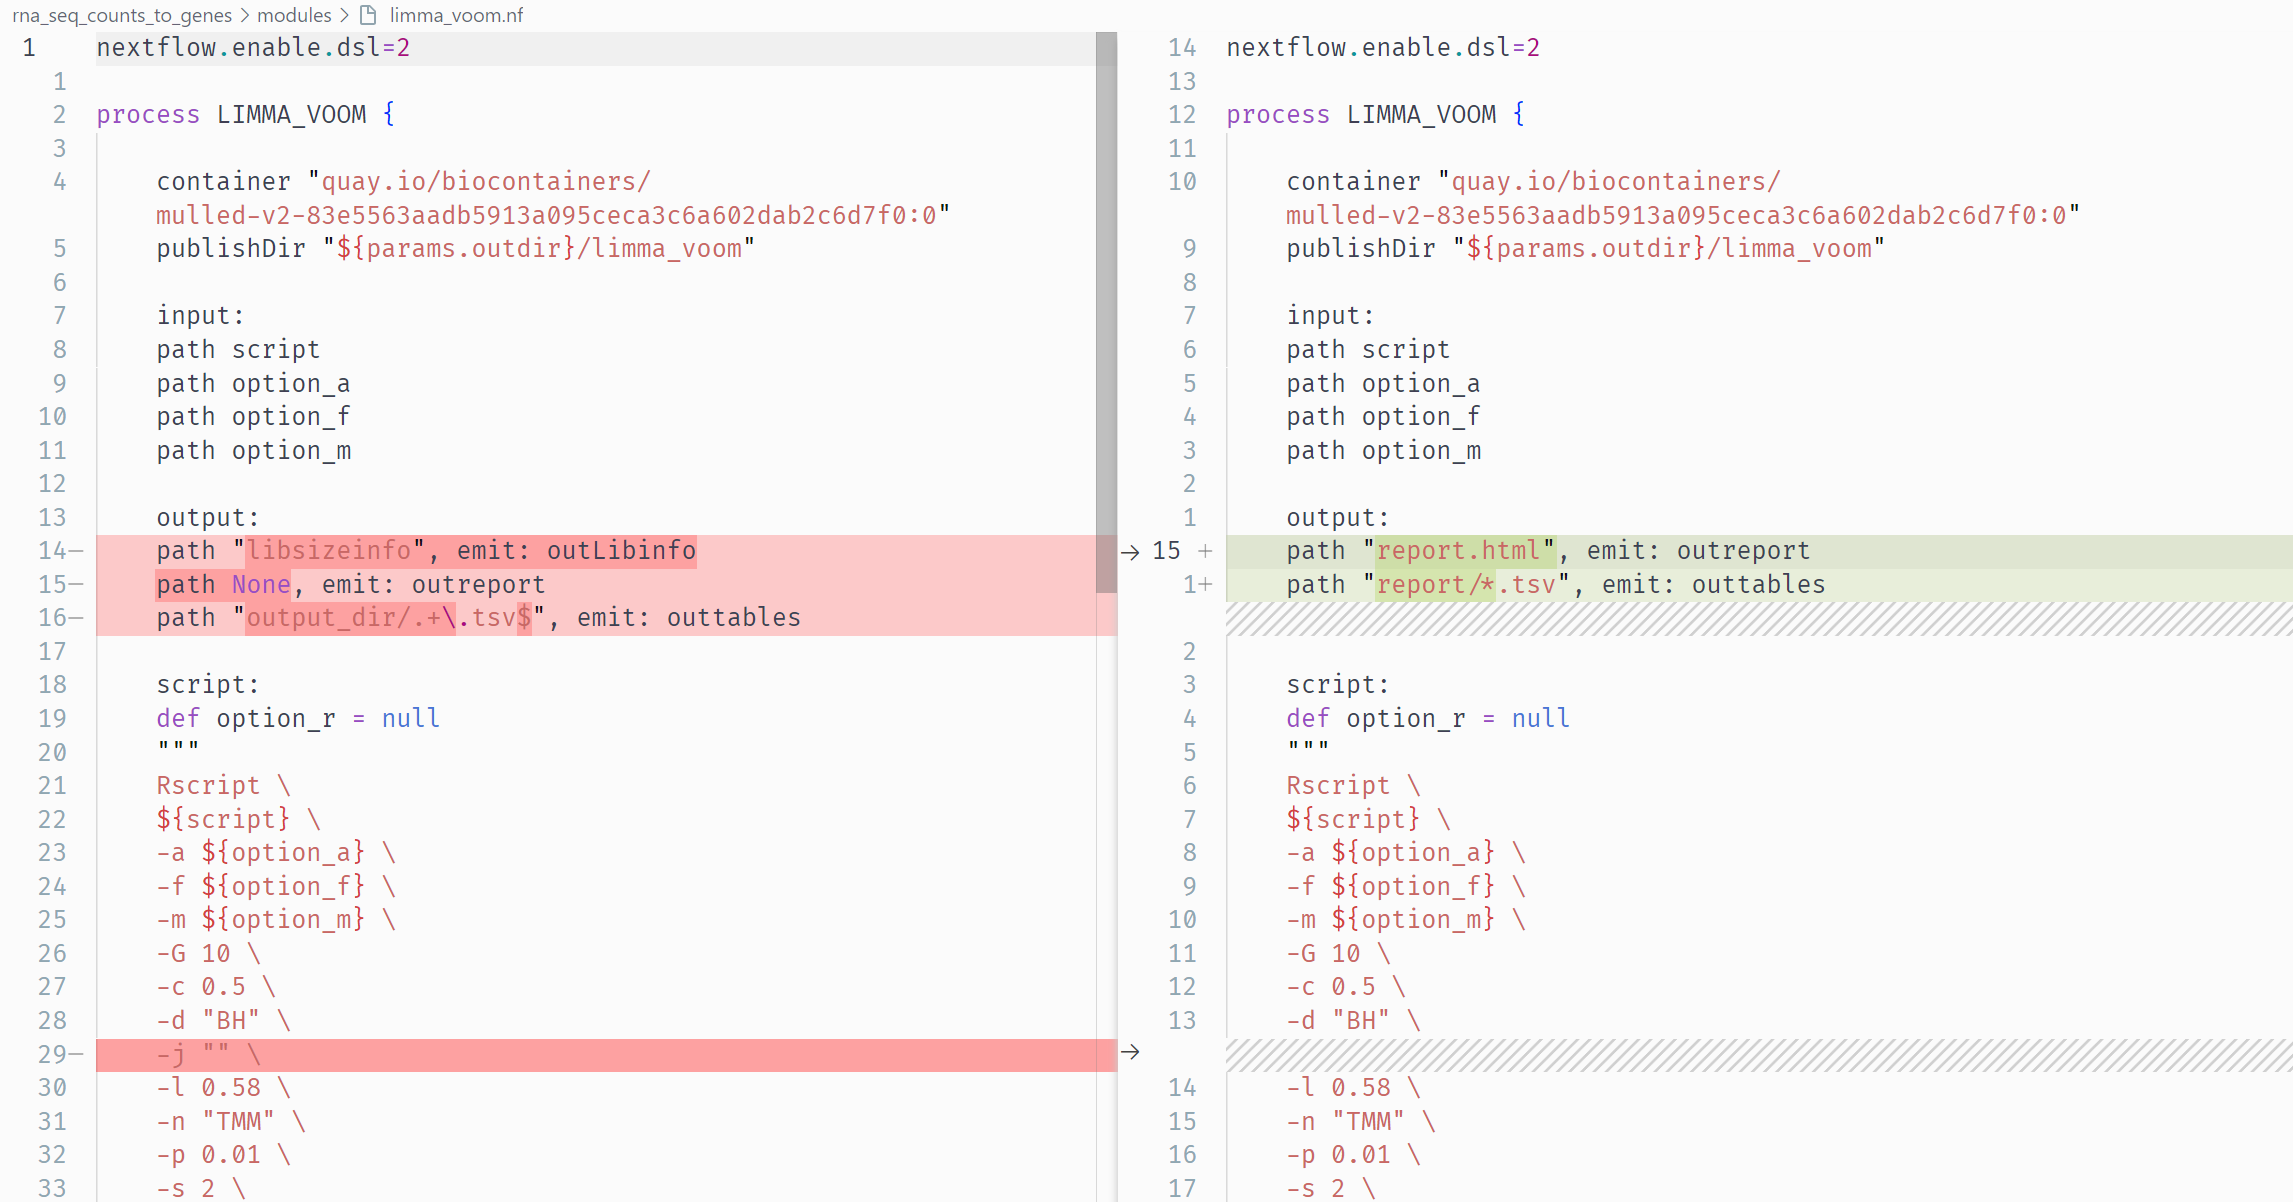 rna_seq_counts_to_genes > modules > limma_voom.nf
1 nextflow.enable.dsl=2
1
2 process LIMMA_VOOM {
3
4 container "quay.io/biocontainers/
mulled-v2-83e5563aadb5913a095ceca3c6a602dab2c6d7f0:0"
5 publishDir "${params.outdir}/limma_voom"
6
7 input:
8 path script
9 path option_a
10 path option_f
11 path option_m
12
13 output:
14— path "libsizeinfo", emit: outLibinfo
15— path None, emit: outreport
16— path "output_dir/.+\.tsv$", emit: outtables
17
18 script:
19 def option_r = null
20 """
21 Rscript \
22 ${script} \
23 -a ${option_a} \
24 -f ${option_f} \
25 -m ${option_m} \
26 -G 10 \
27 -c 0.5 \
28 -d "BH" \
29— -j "" \
30 -l 0.58 \
31 -n "TMM" \
32 -p 0.01 \
33 -s 2 \
14 nextflow.enable.dsl=2
13
12 process LIMMA_VOOM {
11
10 container "quay.io/biocontainers/
mulled-v2-83e5563aadb5913a095ceca3c6a602dab2c6d7f0:0"
9 publishDir "${params.outdir}/limma_voom"
8
7 input:
6 path script
5 path option_a
4 path option_f
3 path option_m
2
1 output:
→ 15 + path "report.html", emit: outreport
1+ path "report/*.tsv", emit: outtables
2
3 script:
4 def option_r = null
5 """
6 Rscript \
7 ${script} \
8 -a ${option_a} \
9 -f ${option_f} \
10 -m ${option_m} \
11 -G 10 \
12 -c 0.5 \
13 -d "BH" \
→
14 -l 0.58 \
15 -n "TMM" \
16 -p 0.01 \
17 -s 2 \